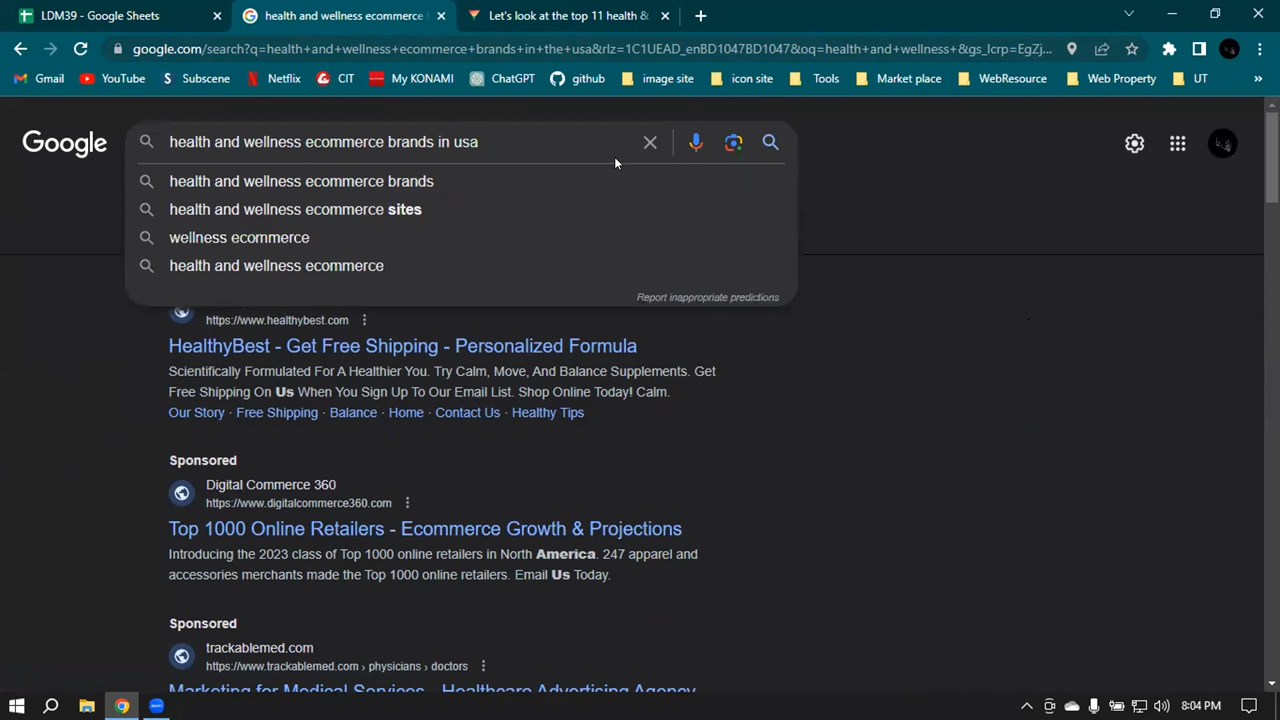 LDM39 - Google Sheets
health and wellness ecommerce
Let's look at the top 11 health &
google.com/search?q=health+and+wellness+ecommerce+brands+in+the+usa&rlz=1C1UEAD_enBD1047BD1047&oq=health+and+wellness+&gs_lcrp=EgZj...
Gmail
YouTube
Subscene
Netflix
CIT
My KONAMI
ChatGPT
github
image site
icon site
Tools
Market place
WebResource
Web Property
UT
»
Google
health and wellness ecommerce brands in usa
health and wellness ecommerce brands
health and wellness ecommerce sites
wellness ecommerce
health and wellness ecommerce
Report inappropriate predictions
https://www.healthybest.com
HealthyBest - Get Free Shipping - Personalized Formula
Scientifically Formulated For A Healthier You. Try Calm, Move, And Balance Supplements. Get
Free Shipping On Us When You Sign Up To Our Email List. Shop Online Today! Calm.
Our Story · Free Shipping · Balance · Home · Contact Us · Healthy Tips
Sponsored
Digital Commerce 360
https://www.digitalcommerce360.com
Top 1000 Online Retailers - Ecommerce Growth & Projections
Introducing the 2023 class of Top 1000 online retailers in North America. 247 apparel and
accessories merchants made the Top 1000 online retailers. Email Us Today.
Sponsored
trackablemed.com
https://www.trackablemed.com › physicians › doctors
Marketing for Medical Services - Healthcare Advertising Agency
8:04 PM